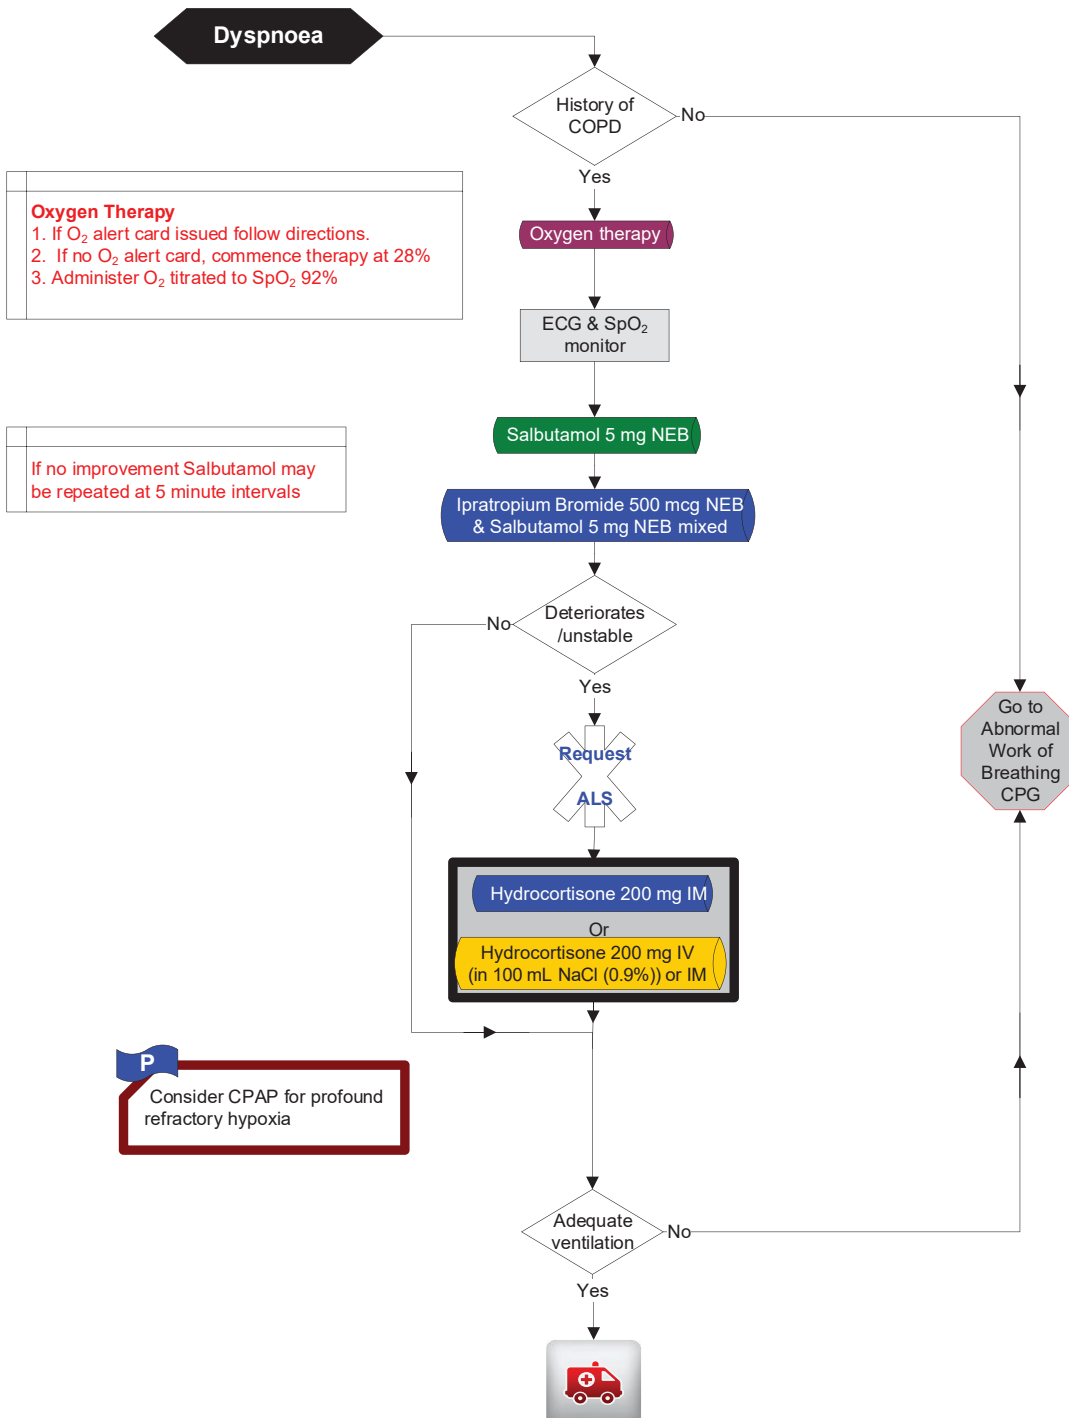 Dyspnoea
History of
COPD
No
Yes
Oxygen Therapy
1. If O₂ alert card issued follow directions.
2. If no O₂ alert card, commence therapy at 28%
3. Administer O₂ titrated to SpO₂ 92%
Oxygen therapy
ECG & SpO₂
monitor
Salbutamol 5 mg NEB
If no improvement Salbutamol may
be repeated at 5 minute intervals
Ipratropium Bromide 500 mcg NEB
& Salbutamol 5 mg NEB mixed
Deteriorates
/unstable
No
Yes
Request
ALS
Go to
Abnormal
Work of
Breathing
CPG
Hydrocortisone 200 mg IM
Or
Hydrocortisone 200 mg IV
(in 100 mL NaCl (0.9%)) or IM
P
Consider CPAP for profound
refractory hypoxia
Adequate
ventilation
No
Yes